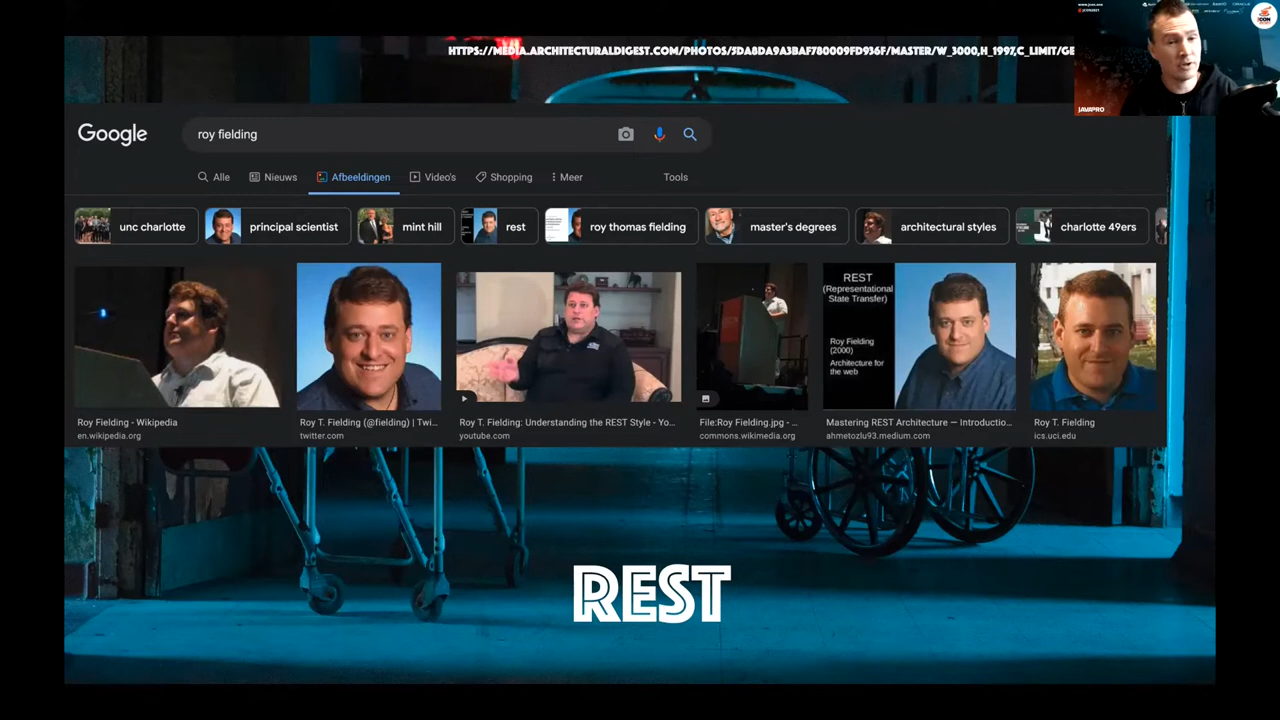 HTTPS://MEDIA.ARCHITECTURALDIGEST.COM/PHOTOS/5DA8DA9A3BAF780009FD936F/MASTER/W_3000,H_1997,C_LIMIT/GE
www.jcon.one
JAVAPRO
Google
roy fielding
Alle
Nieuws
Afbeeldingen
Video's
Shopping
Meer
Tools
unc charlotte
principal scientist
mint hill
rest
roy thomas fielding
master's degrees
architectural styles
charlotte 49ers
REST
(Representational
State Transfer)
Roy Fielding
(2000)
Architecture for
the web
Roy Fielding - Wikipedia
en.wikipedia.org
Roy T. Fielding (@fielding) | Twi...
twitter.com
Roy T. Fielding: Understanding the REST Style - Yo...
youtube.com
File:Roy Fielding.jpg - ...
commons.wikimedia.org
Mastering REST Architecture — Introductio...
ahmetozlu93.medium.com
Roy T. Fielding
ics.uci.edu
REST